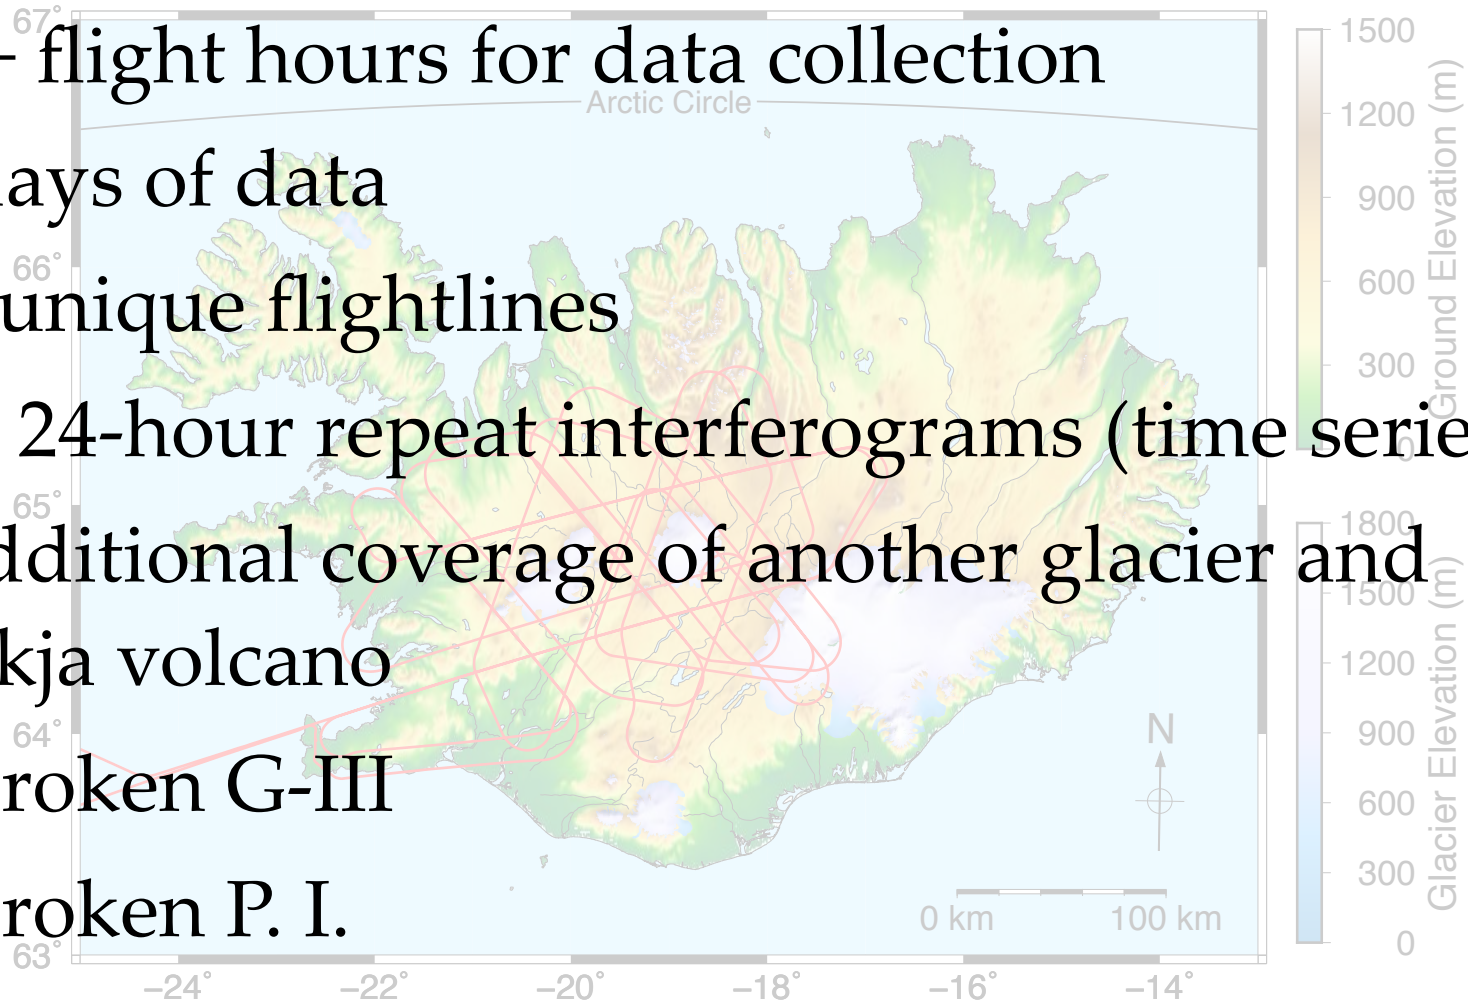 67°
flight hours for data collection
Arctic Circle
ays of data
66°
unique flightlines
24-hour repeat interferograms (time serie
65°
dditional coverage of another glacier and
kja volcano
64°
roken G-III
roken P. I.
63°
−24° −22° −20° −18° −16° −14°
N
0 km 100 km
1500
1200
900
600
300
0
Ground Elevation (m)
1800
1500
1200
900
600
300
0
Glacier Elevation (m)